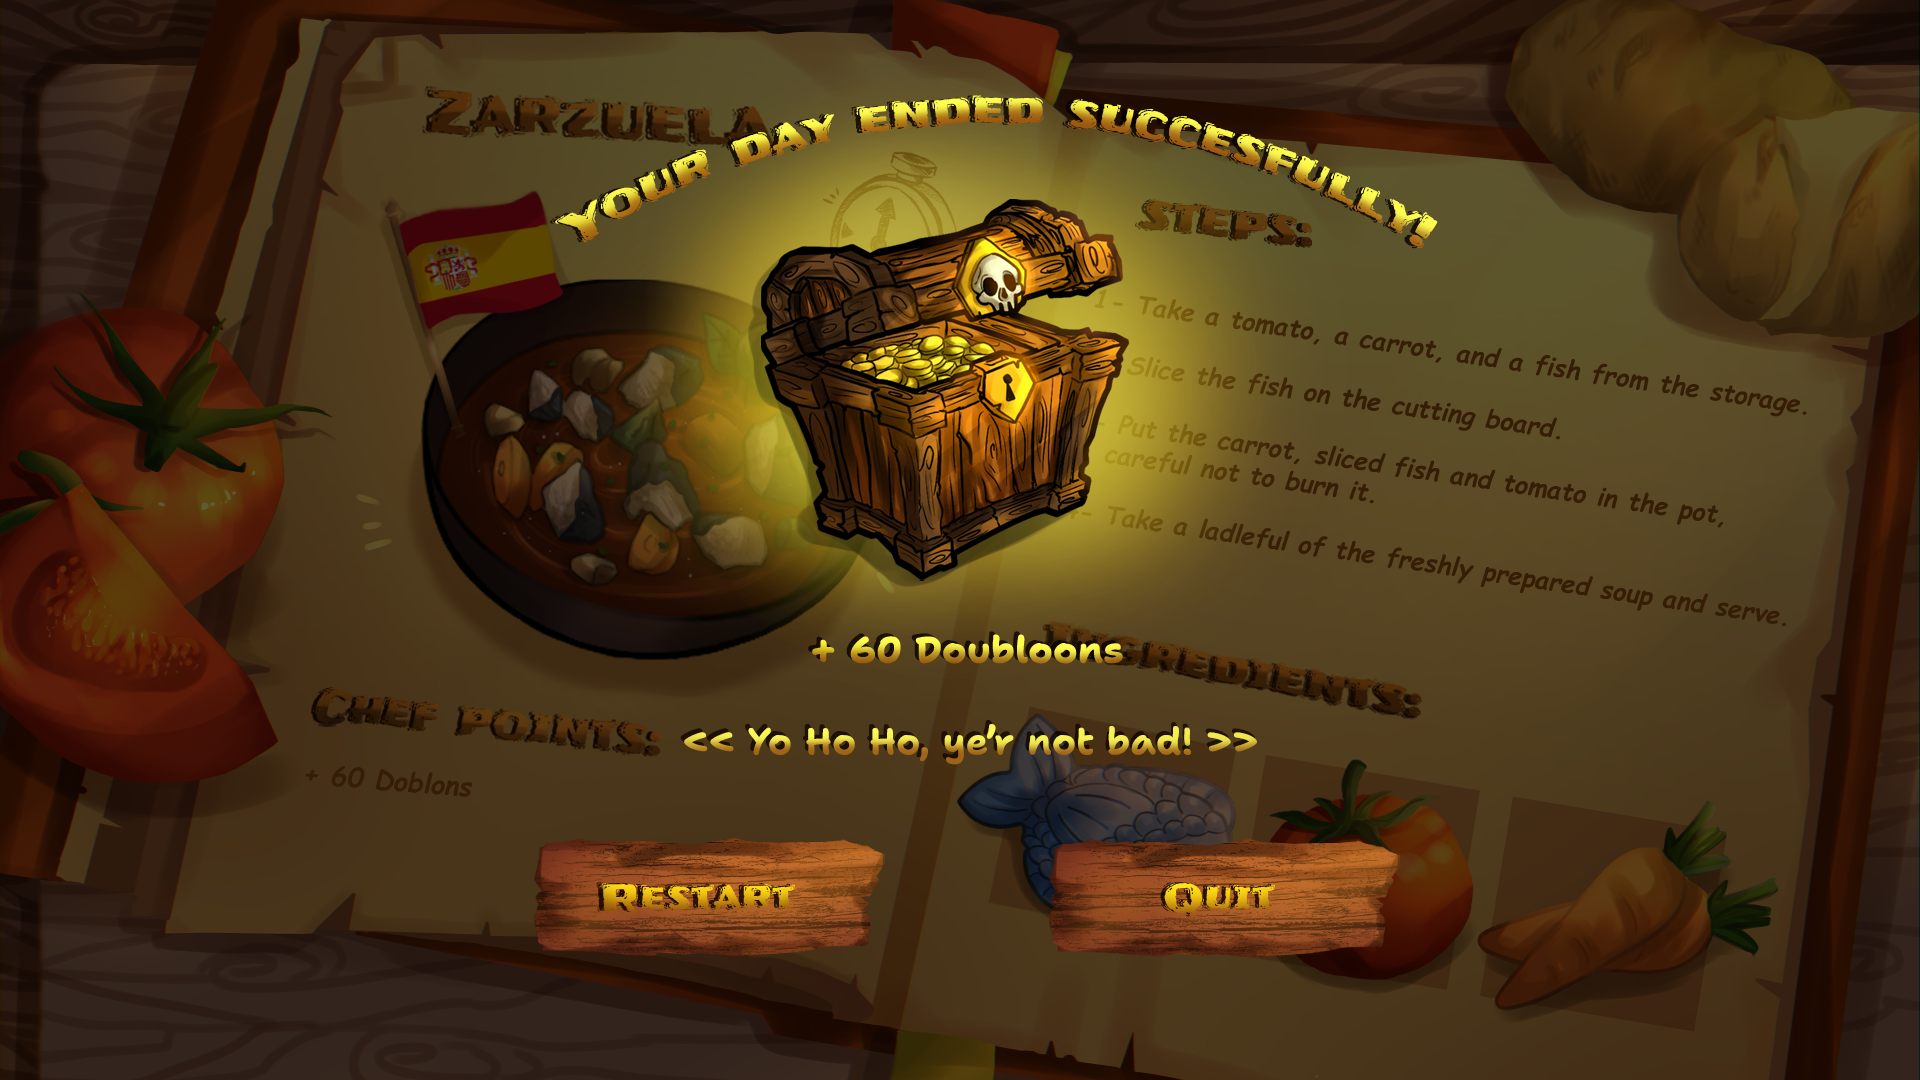 ZARZUELA
YOUR DAY ENDED SUCCESFULLY!
STEPS:
1- Take a tomato, a carrot, and a fish from the storage.
Slice the fish on the cutting board.
Put the carrot, sliced fish and tomato in the pot,
careful not to burn it.
- Take a ladleful of the freshly prepared soup and serve.
+ 60 Doubloons
INGREDIENTS:
CHEF POINTS:
<< Yo Ho Ho, ye'r not bad! >>
+ 60 Doblons
RESTART
QUIT